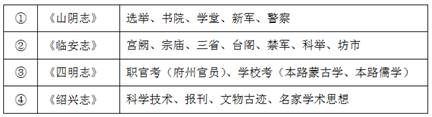 ① 《山阴志》 选举、书院、学堂、新军、警察
② 《临安志》 宫阙、宗庙、三省、台阁、禁军、科举、坊市
③ 《四明志》 职官考（府州官员）、学校考（本路蒙古学、本路儒学）
④ 《绍兴志》 科学技术、报刊、文物古迹、名家学术思想